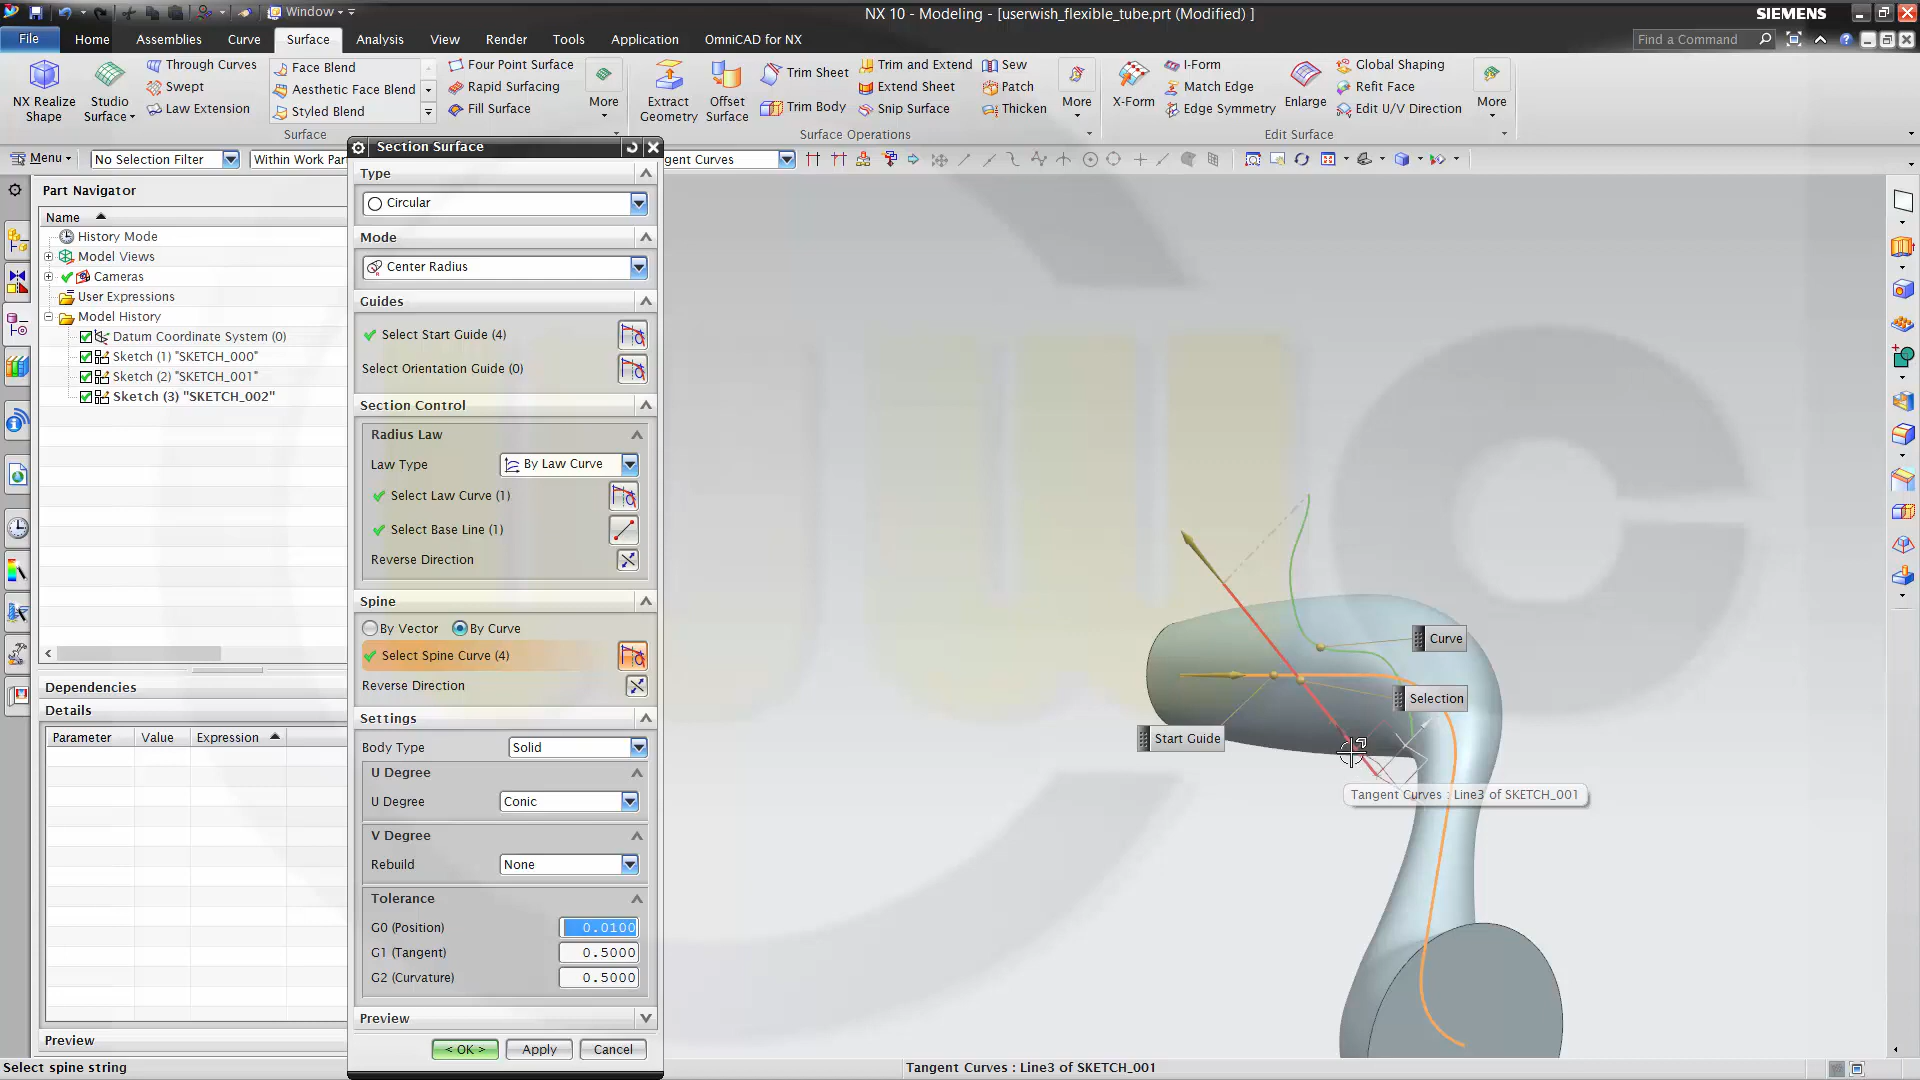 Window
NX 10 - Modeling - [userwish_flexible_tube.prt (Modified) ]
SIEMENS
File
Home
Assemblies
Curve
Surface
Analysis
View
Render
Tools
Application
OmniCAD for NX
Find a Command
NX Realize Shape
Studio Surface
Through Curves
Swept
Law Extension
Face Blend
Aesthetic Face Blend
Styled Blend
Four Point Surface
Rapid Surfacing
Fill Surface
More
Surface
Extract Geometry
Offset Surface
Trim Sheet
Trim Body
Trim and Extend
Extend Sheet
Snip Surface
Sew
Patch
Thicken
More
Surface Operations
X-Form
I-Form
Match Edge
Edge Symmetry
Enlarge
Global Shaping
Refit Face
Edit U/V Direction
More
Edit Surface
Menu
No Selection Filter
Within Work Part
gent Curves
Part Navigator
Name
History Mode
Model Views
Cameras
User Expressions
Model History
Datum Coordinate System (0)
Sketch (1) "SKETCH_000"
Sketch (2) "SKETCH_001"
Sketch (3) "SKETCH_002"
Dependencies
Details
Parameter
Value
Expression
Preview
Section Surface
Type
Circular
Mode
Center Radius
Guides
Select Start Guide (4)
Select Orientation Guide (0)
Section Control
Radius Law
Law Type
By Law Curve
Select Law Curve (1)
Select Base Line (1)
Reverse Direction
Spine
By Vector
By Curve
Select Spine Curve (4)
Reverse Direction
Settings
Body Type
Solid
U Degree
U Degree
Conic
V Degree
Rebuild
None
Tolerance
G0 (Position)
0.0100
G1 (Tangent)
0.5000
G2 (Curvature)
0.5000
Preview
< OK >
Apply
Cancel
Curve
Selection
Start Guide
Tangent Curves : Line3 of SKETCH_001
Select spine string
Tangent Curves : Line3 of SKETCH_001